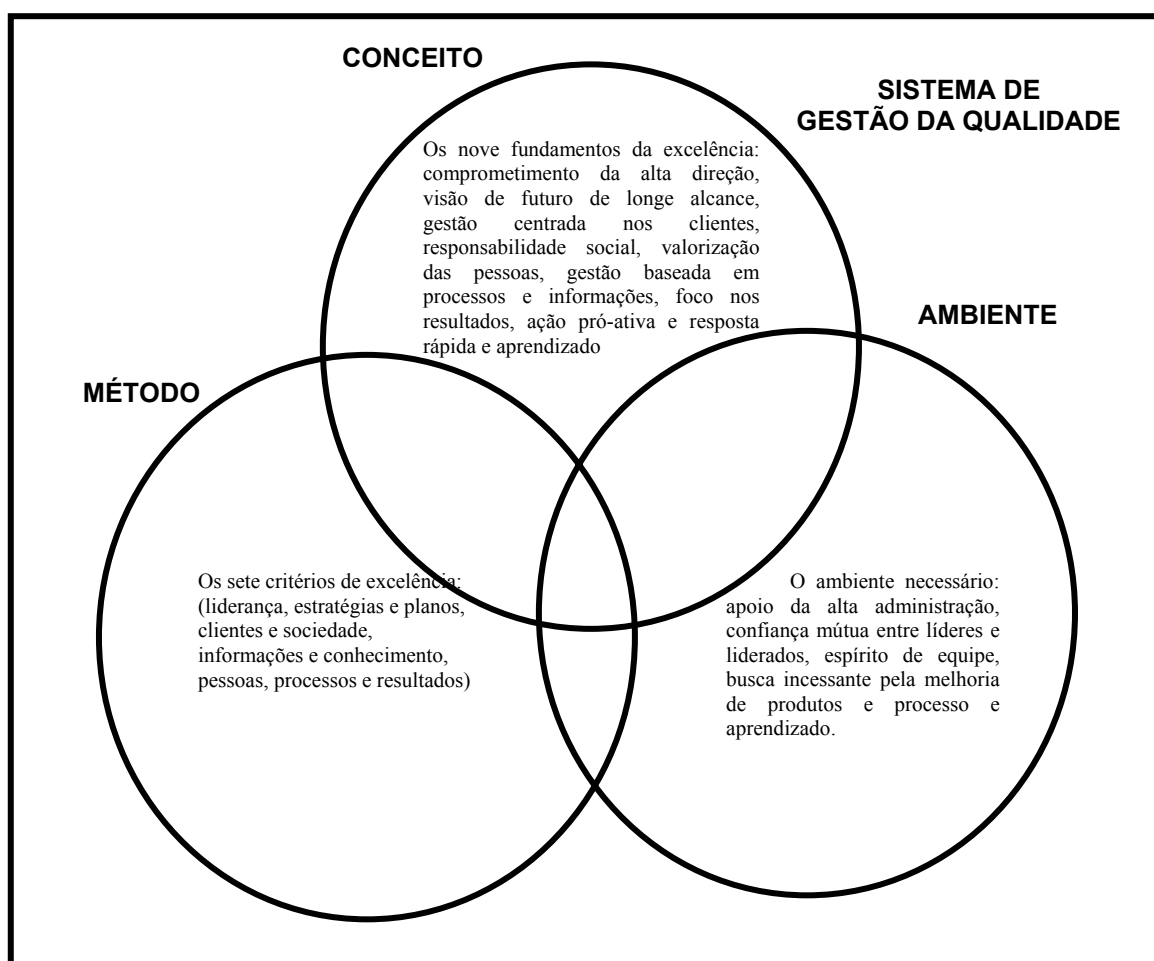 CONCEITO
SISTEMA DE
GESTÃO DA QUALIDADE
Os nove fundamentos da excelência:
comprometimento da alta direção,
visão de futuro de longe alcance,
gestão centrada nos clientes,
responsabilidade social, valorização
das pessoas, gestão baseada em
processos e informações, foco nos
resultados, ação pró-ativa e resposta
rápida e aprendizado
AMBIENTE
MÉTODO
Os sete critérios de excelência:
(liderança, estratégias e planos,
clientes e sociedade,
informações e conhecimento,
pessoas, processos e resultados)
O ambiente necessário:
apoio da alta administração,
confiança mútua entre líderes e
liderados, espírito de equipe,
busca incessante pela melhoria
de produtos e processo e
aprendizado.